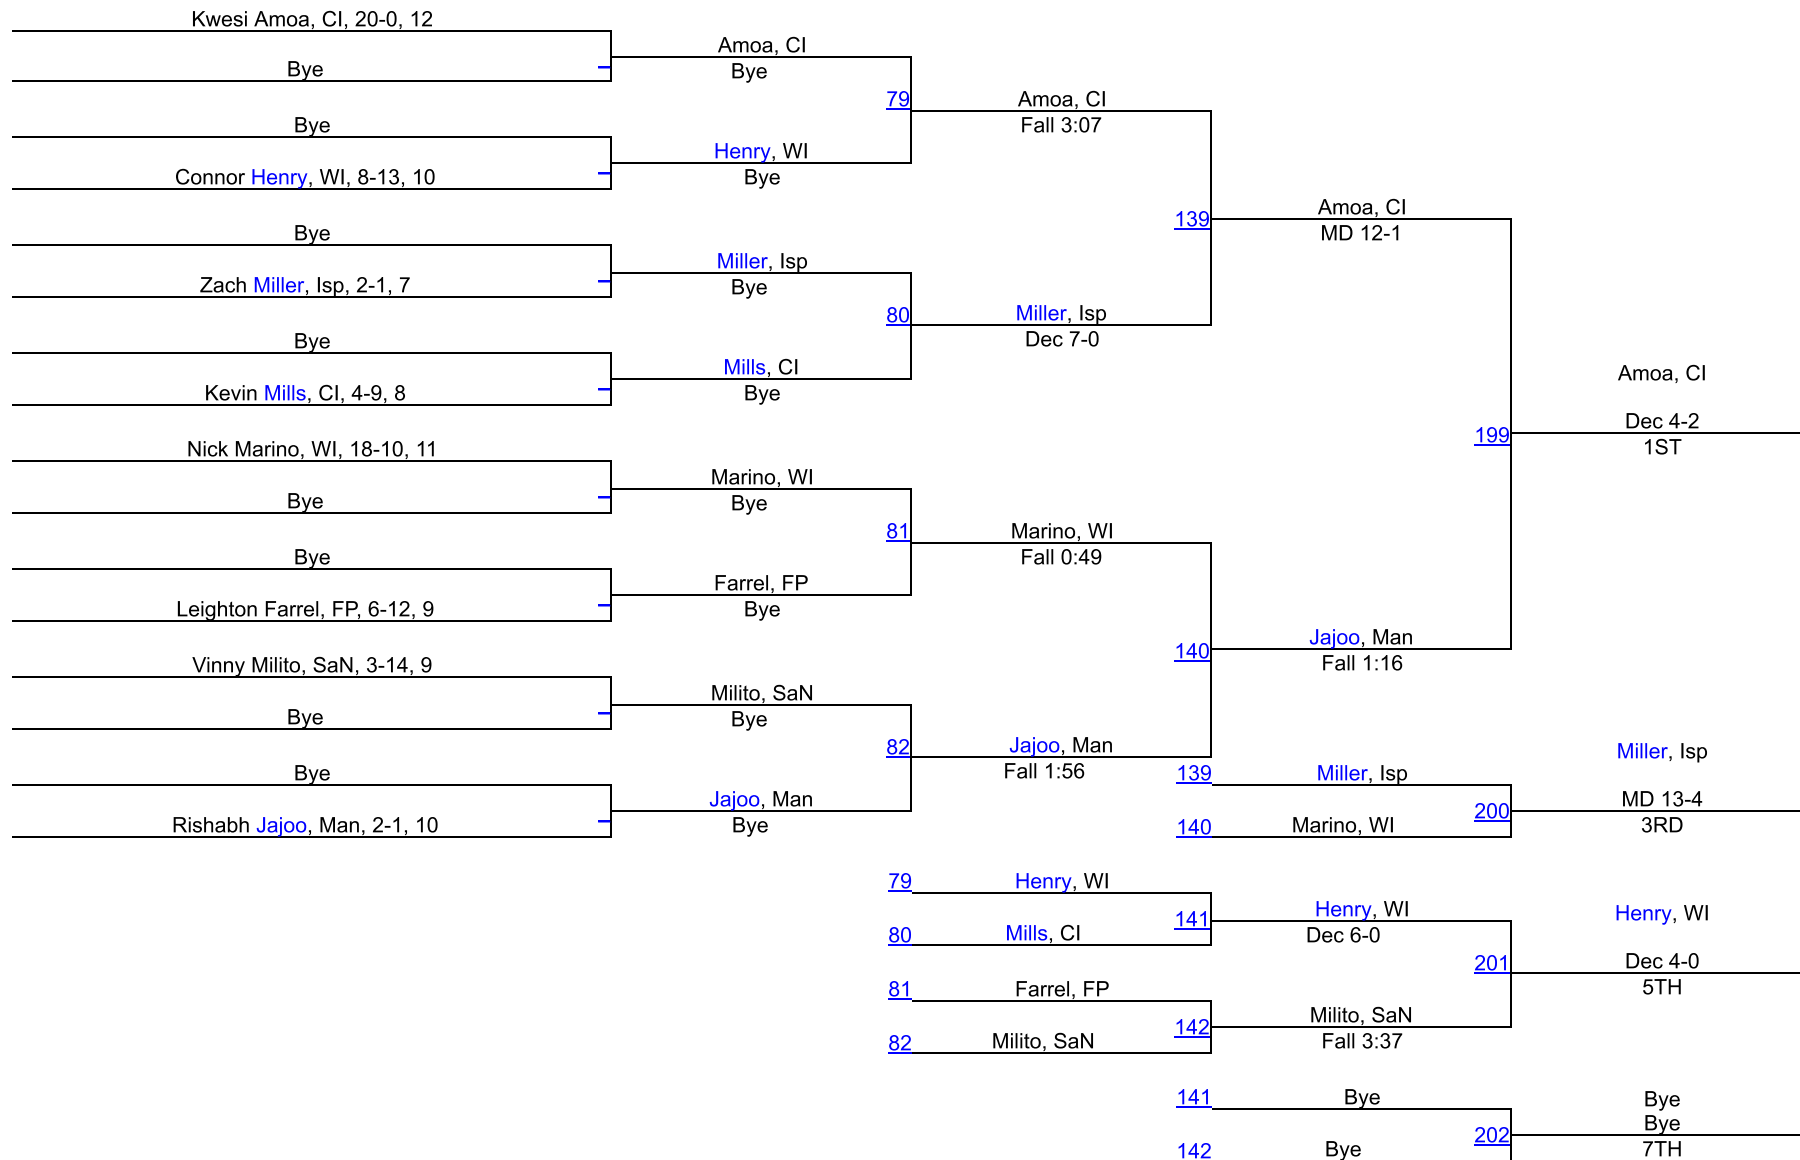 Kwesi Amoa, CI, 20-0, 12
Bye
Bye
Connor Henry, WI, 8-13, 10
Bye
Zach Miller, Isp, 2-1, 7
Bye
Kevin Mills, CI, 4-9, 8
Nick Marino, WI, 18-10, 11
Bye
Bye
Leighton Farrel, FP, 6-12, 9
Vinny Milito, SaN, 3-14, 9
Bye
Bye
Rishabh Jajoo, Man, 2-1, 10
Amoa, CI
Bye
79
Henry, WI
Bye
Miller, Isp
Bye
80
Mills, CI
Bye
Marino, WI
Bye
81
Farrel, FP
Bye
Milito, SaN
Bye
82
Jajoo, Man
Bye
Amoa, CI
Fall 3:07
139
Miller, Isp
Dec 7-0
Marino, WI
Fall 0:49
140
Jajoo, Man
Fall 1:56
Amoa, CI
MD 12-1
199
Jajoo, Man
Fall 1:16
Amoa, CI
Dec 4-2
1ST
139
Miller, Isp
140
Marino, WI
200
Miller, Isp
MD 13-4
3RD
79
Henry, WI
80
Mills, CI
141
81
Farrel, FP
82
Milito, SaN
142
Henry, WI
Dec 6-0
201
Milito, SaN
Fall 3:37
Henry, WI
Dec 4-0
5TH
141
Bye
142
Bye
202
Bye
Bye
7TH